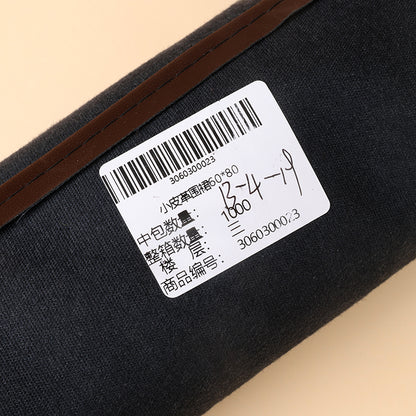 3060300023
小皮革围裙60*80
中包数量: 13-4-19
整箱数量: 1000
楼 层: 三
商品编号: 3060300023